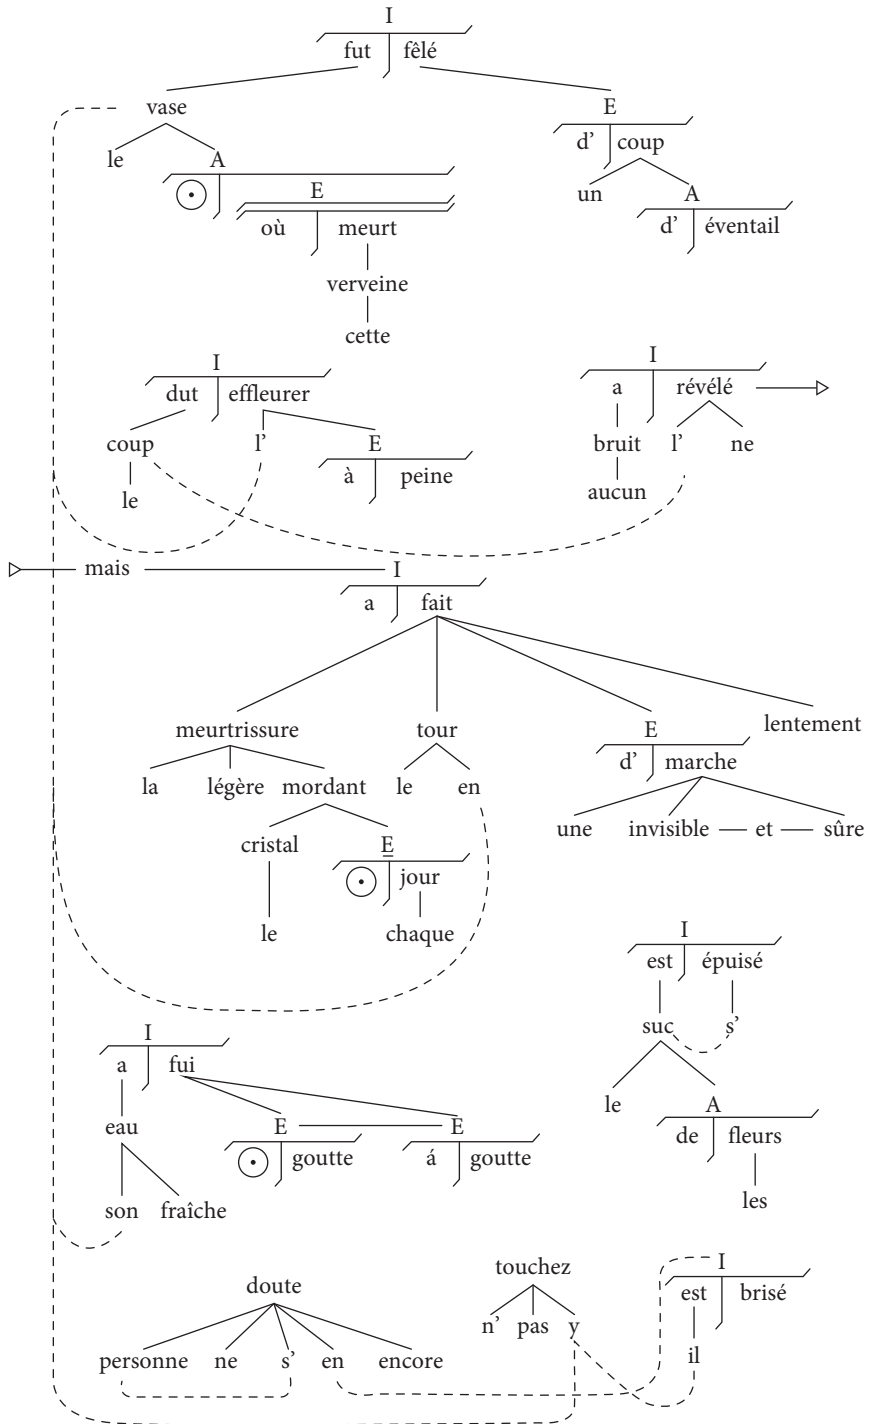 I
fut fêlé
vase E
d' coup
le A
E un A
où meurt d' éventail
verveine
cette
I I
dut effleurer a révélé
coup l' E bruit l' ne
à peine
le aucun
mais I
a fait
meurtrissure tour E lentement
d' marche
la légère mordant le en
une invisible et sûre
cristal E
jour
le chaque
I
est épuisé
suc s'
I
a fui
le A
eau E E de fleurs
goutte á goutte
les
son fraîche
touchez I
doute est brisé
n' pas y
personne ne s' en encore il